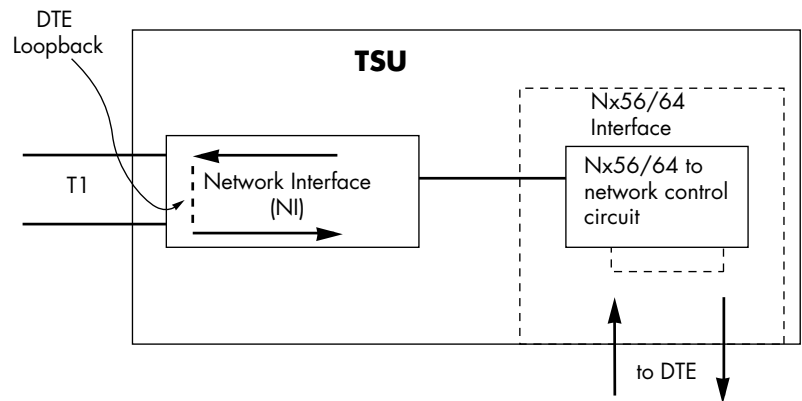 DTE
Loopback
TSU
Nx56/64
Interface
T1
Network Interface
(NI)
Nx56/64 to
network control
circuit
to DTE